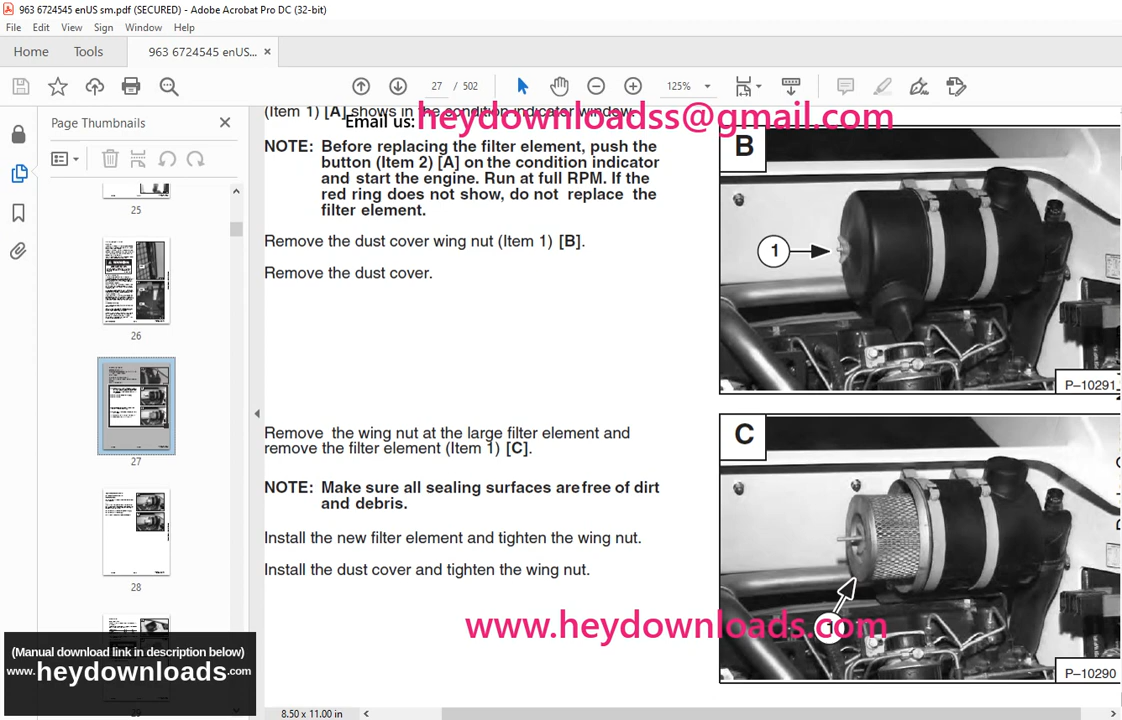 963 6724545 enUS sm.pdf (SECURED) - Adobe Acrobat Pro DC (32-bit)
File Edit View Sign Window Help
Home Tools 963 6724545 enUS... ×
27 / 502 125%
Page Thumbnails
25
26
27
28
(Item 1) [A] shows in the condition indicator window.
Email us: heydownloadss@gmail.com
NOTE: Before replacing the filter element, push the
button (Item 2) [A] on the condition indicator
and start the engine. Run at full RPM. If the
red ring does not show, do not replace the
filter element.
Remove the dust cover wing nut (Item 1) [B].
Remove the dust cover.
Remove the wing nut at the large filter element and
remove the filter element (Item 1) [C].
NOTE: Make sure all sealing surfaces are free of dirt
and debris.
Install the new filter element and tighten the wing nut.
Install the dust cover and tighten the wing nut.
B
1
P–10291
C
1
P–10290
www.heydownloads.com
(Manual download link in description below)
www.heydownloads.com
8.50 x 11.00 in